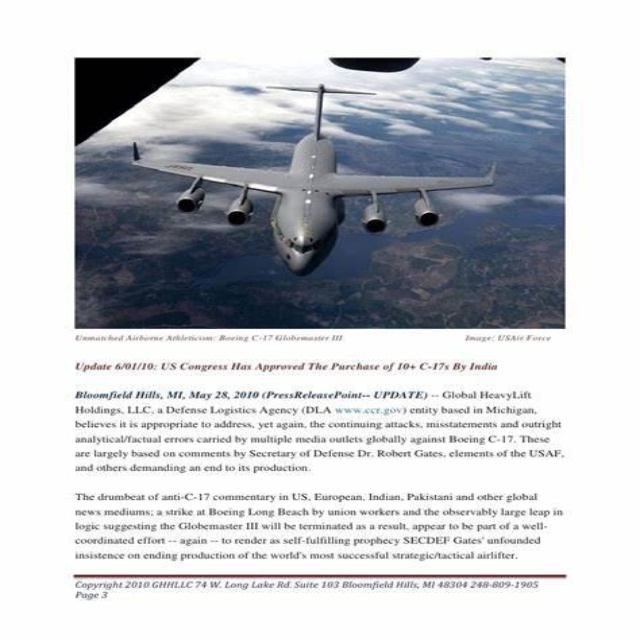 Unmatched Airborne Athleticism: Boeing C-17 Globemaster III Image: USAir Force
Update 6/01/10: US Congress Has Approved The Purchase of 10+ C-17s By India
Bloomfield Hills, MI, May 28, 2010 (PressReleasePoint-- UPDATE) -- Global HeavyLift
Holdings, LLC, a Defense Logistics Agency (DLA www.ccr.gov) entity based in Michigan,
believes it is appropriate to address, yet again, the continuing attacks, misstatements and outright
analytical/factual errors carried by multiple media outlets globally against Boeing C-17. These
are largely based on comments by Secretary of Defense Dr. Robert Gates, elements of the USAF,
and others demanding an end to its production.
The drumbeat of anti-C-17 commentary in US, European, Indian, Pakistani and other global
news mediums; a strike at Boeing Long Beach by union workers and the observably large leap in
logic suggesting the Globemaster III will be terminated as a result, appear to be part of a well-
coordinated effort -- again -- to render as self-fulfilling prophecy SECDEF Gates' unfounded
insistence on ending production of the world's most successful strategic/tactical airlifter.
Copyright 2010 GHHLLC 74 W. Long Lake Rd. Suite 103 Bloomfield Hills, MI 48304 248-809-1905
Page 3